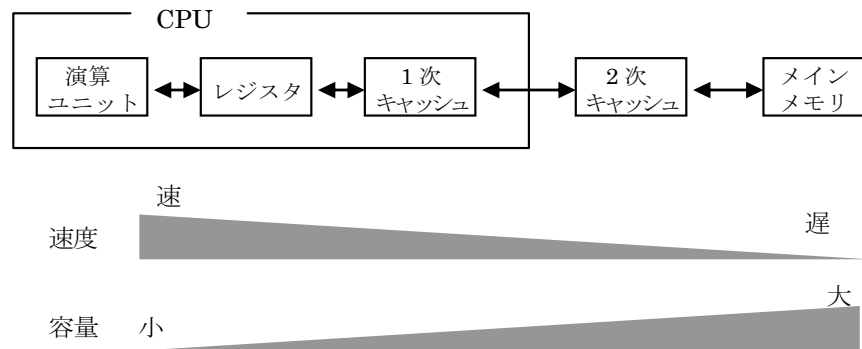 CPU
演算
ユニット
レジスタ
1 次
キャッシュ
2 次
キャッシュ
メイン
メモリ
速
速度
遅
大
容量
小